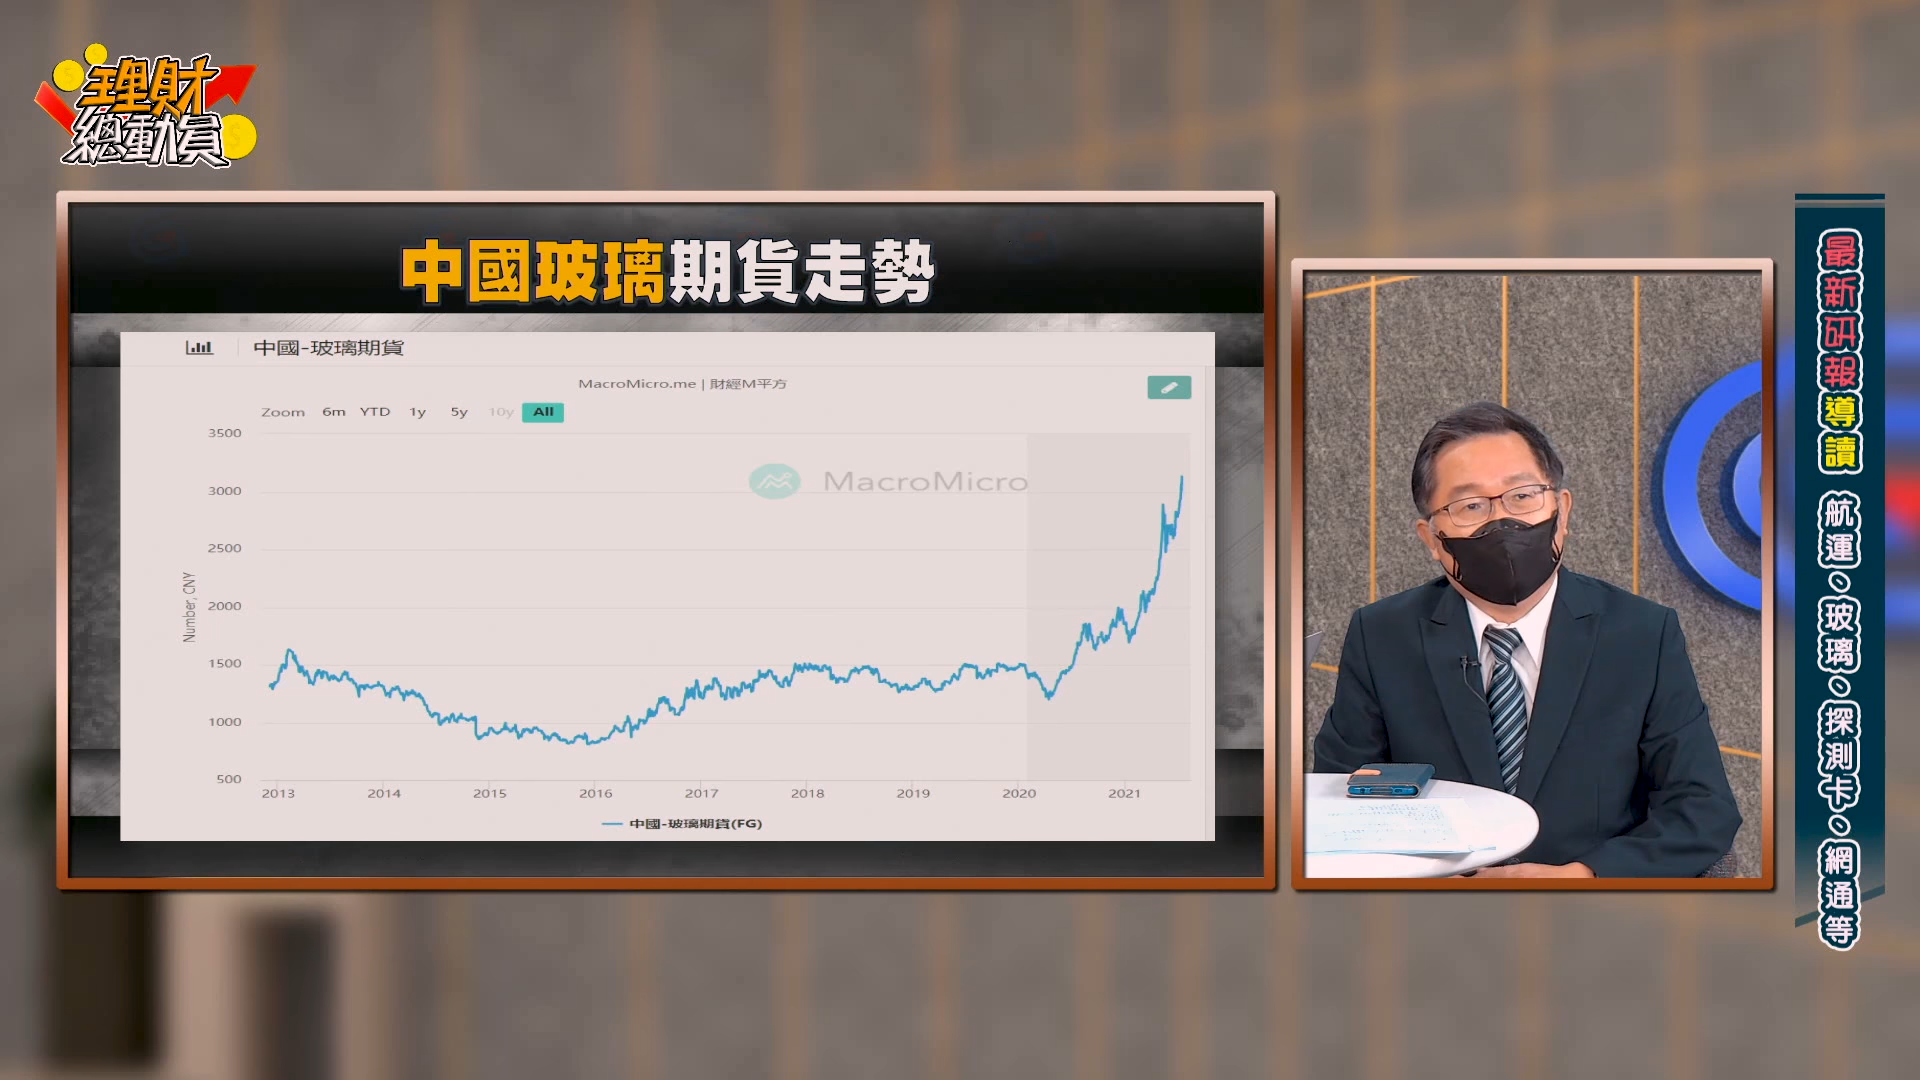 理財
總動員
中國玻璃期貨走勢
中國-玻璃期貨
MacroMicro.me | 財經M平方
Zoom 6m YTD 1y 5y 10y All
MacroMicro
Number, CNY
3500
3000
2500
2000
1500
1000
500
2013 2014 2015 2016 2017 2018 2019 2020 2021
中國-玻璃期貨(FG)
最新研報導讀 航運。玻璃。探測卡。網通等